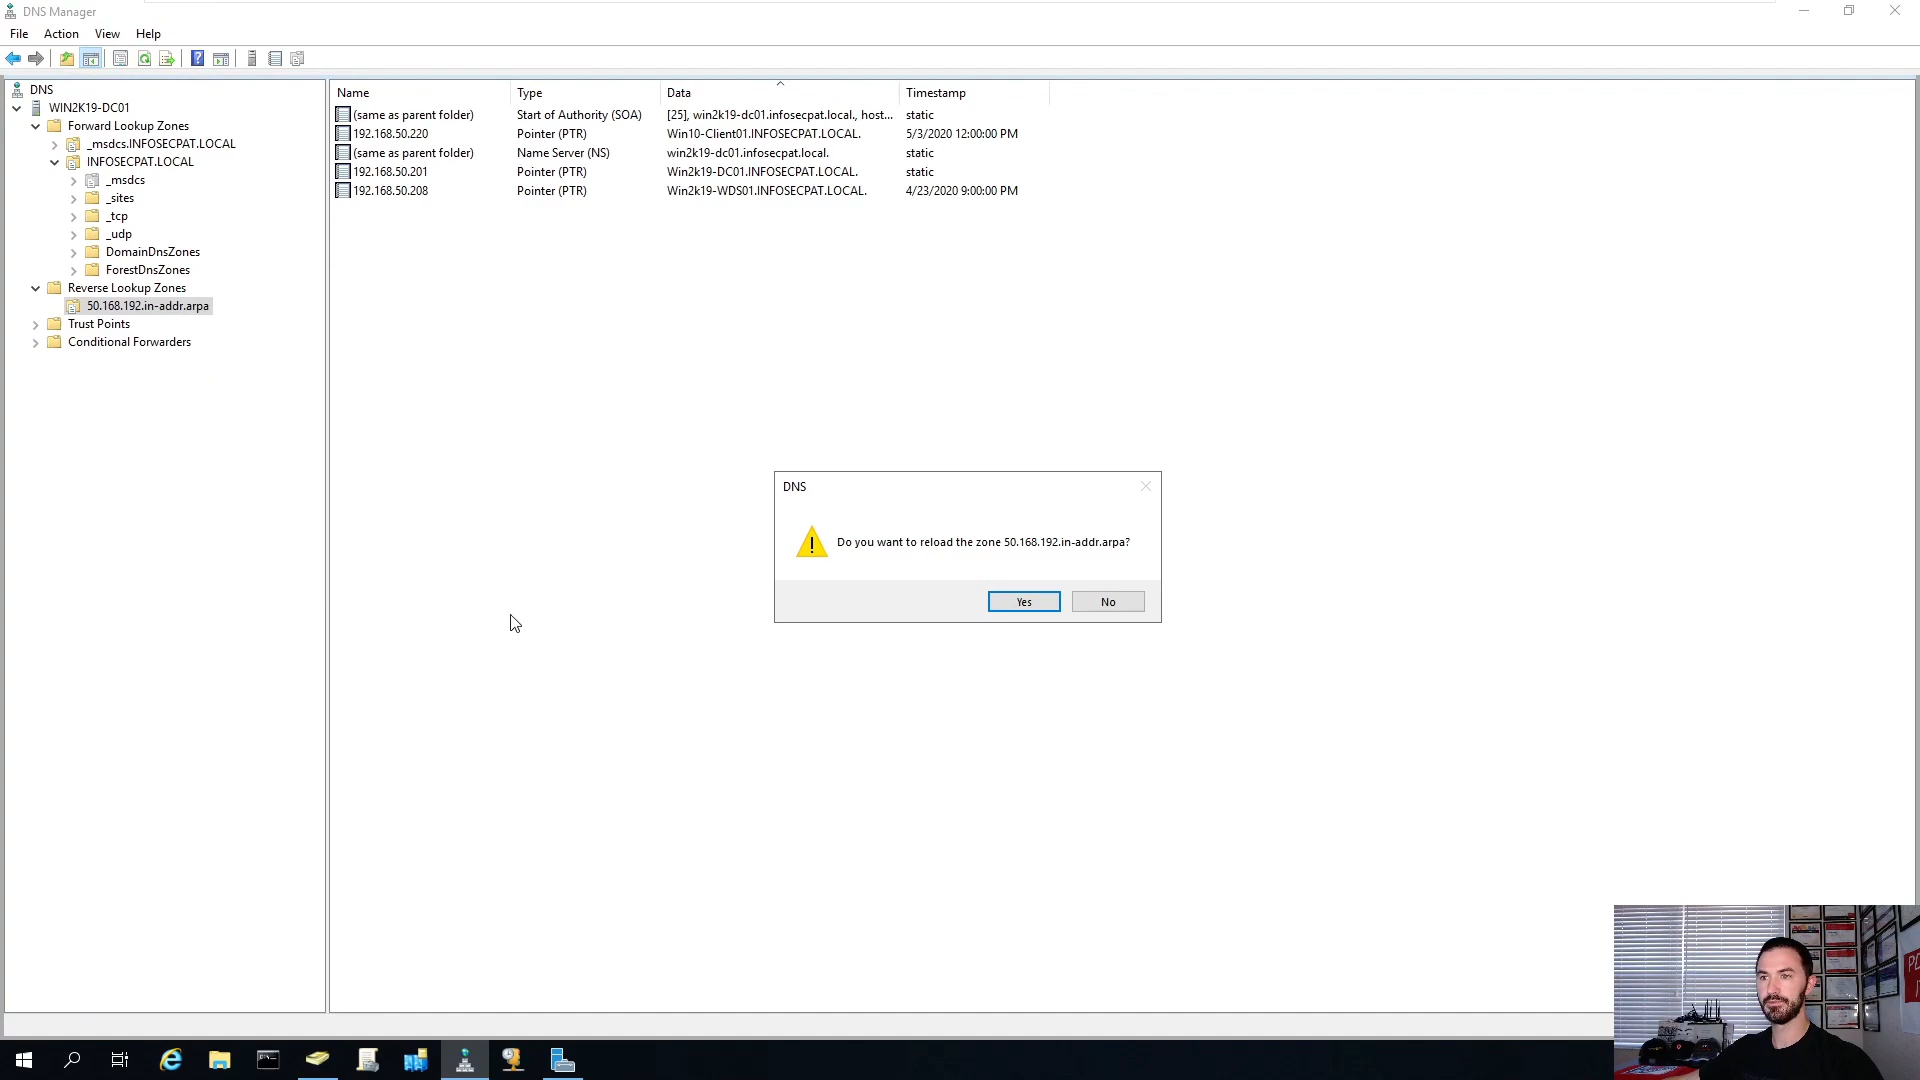 DNS Manager
File Action View Help
DNS
WIN2K19-DC01
Forward Lookup Zones
_msdcs.INFOSECPAT.LOCAL
INFOSECPAT.LOCAL
_msdcs
_sites
_tcp
_udp
DomainDnsZones
ForestDnsZones
Reverse Lookup Zones
50.168.192.in-addr.arpa
Trust Points
Conditional Forwarders
Name Type Data Timestamp
(same as parent folder) Start of Authority (SOA) [25], win2k19-dc01.infosecpat.local., host... static
192.168.50.220 Pointer (PTR) Win10-Client01.INFOSECPAT.LOCAL. 5/3/2020 12:00:00 PM
(same as parent folder) Name Server (NS) win2k19-dc01.infosecpat.local. static
192.168.50.201 Pointer (PTR) Win2k19-DC01.INFOSECPAT.LOCAL. static
192.168.50.208 Pointer (PTR) Win2k19-WDS01.INFOSECPAT.LOCAL. 4/23/2020 9:00:00 PM
DNS
Do you want to reload the zone 50.168.192.in-addr.arpa?
Yes No